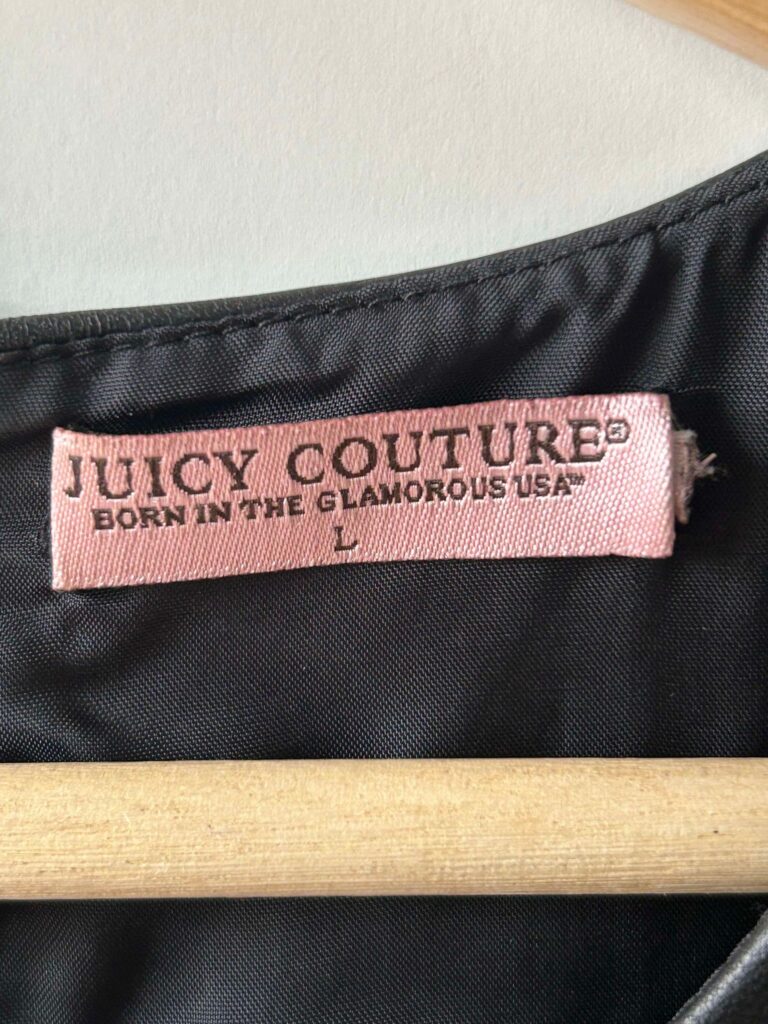 JUICY COUTURE®
BORN IN THE GLAMOROUS USA™
L